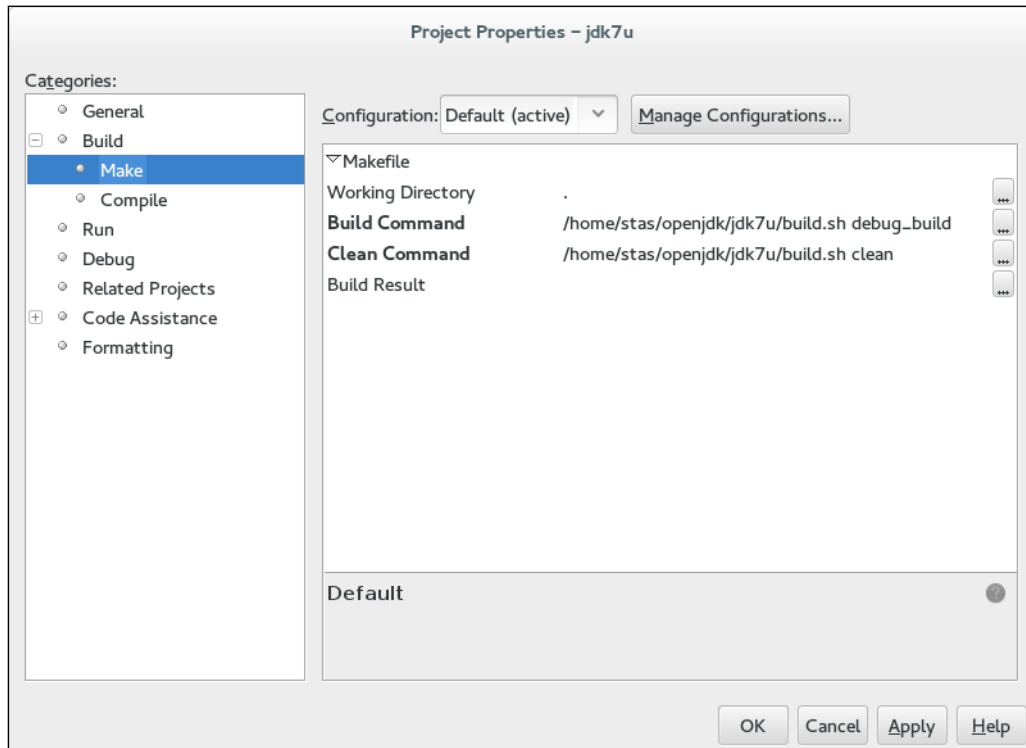 Project Properties – jdk7u
Categories:
General
Build
Make
Compile
Run
Debug
Related Projects
Code Assistance
Formatting
Configuration: Default (active) Manage Configurations...
Makefile
Working Directory .
Build Command /home/stas/openjdk/jdk7u/build.sh debug_build ...
Clean Command /home/stas/openjdk/jdk7u/build.sh clean ...
Build Result ...
Default
?
OK Cancel Apply Help